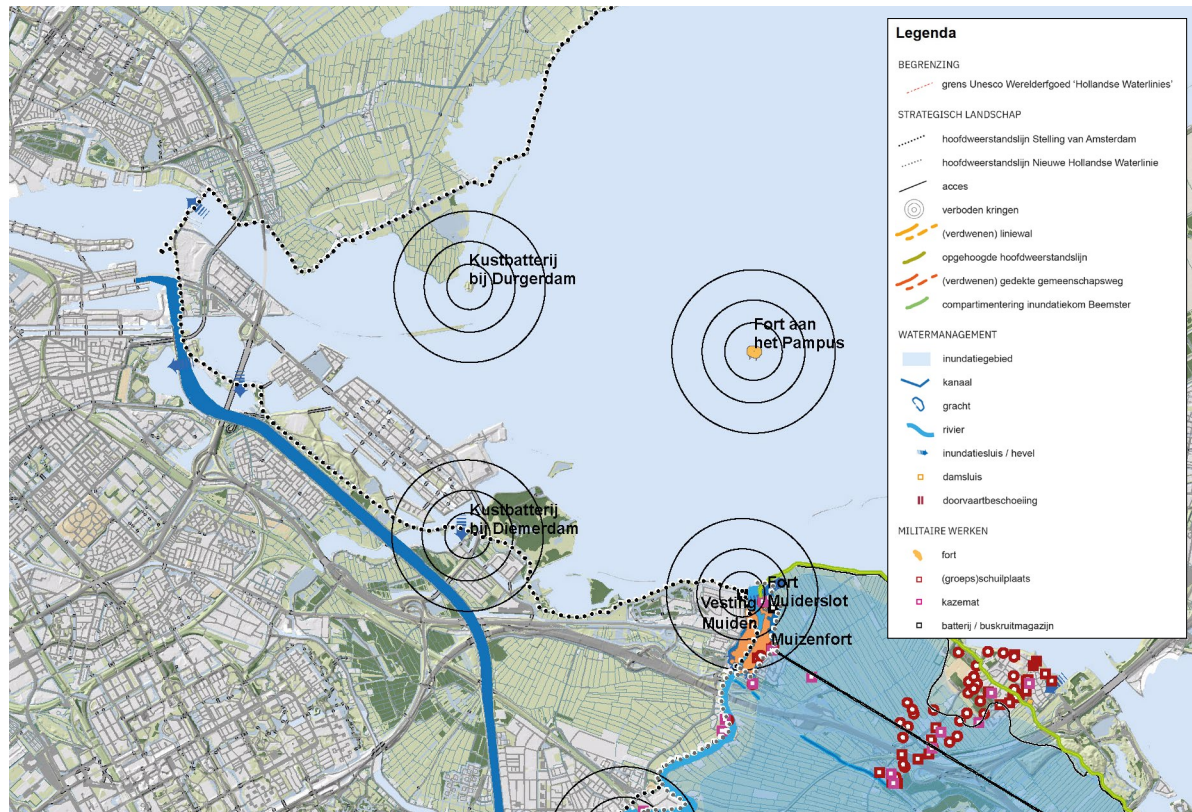 Kustbatterij
bij Durgerdam
Fort aan
het Pampus
Kustbatterij
bij Diemerdam
Fort
Muiderslot
Vesting
Muiden
Muizenfort
Legenda
BEGRENZING
grens Unesco Werelderfgoed ‘Hollandse Waterlinies’
STRATEGISCH LANDSCHAP
hoofdweerstandslijn Stelling van Amsterdam
hoofdweerstandslijn Nieuwe Hollandse Waterlinie
acces
verboden kringen
(verdwenen) liniewal
opgehoogde hoofdweerstandslijn
(verdwenen) gedekte gemeenschapsweg
compartimentering inundatiekom Beemster
WATERMANAGEMENT
inundatiegebied
kanaal
gracht
rivier
inundatiesluis / hevel
damsluis
doorvaartbeschoeiing
MILITAIRE WERKEN
fort
(groeps)schuilplaats
kazemat
batterij / buskruitmagazijn